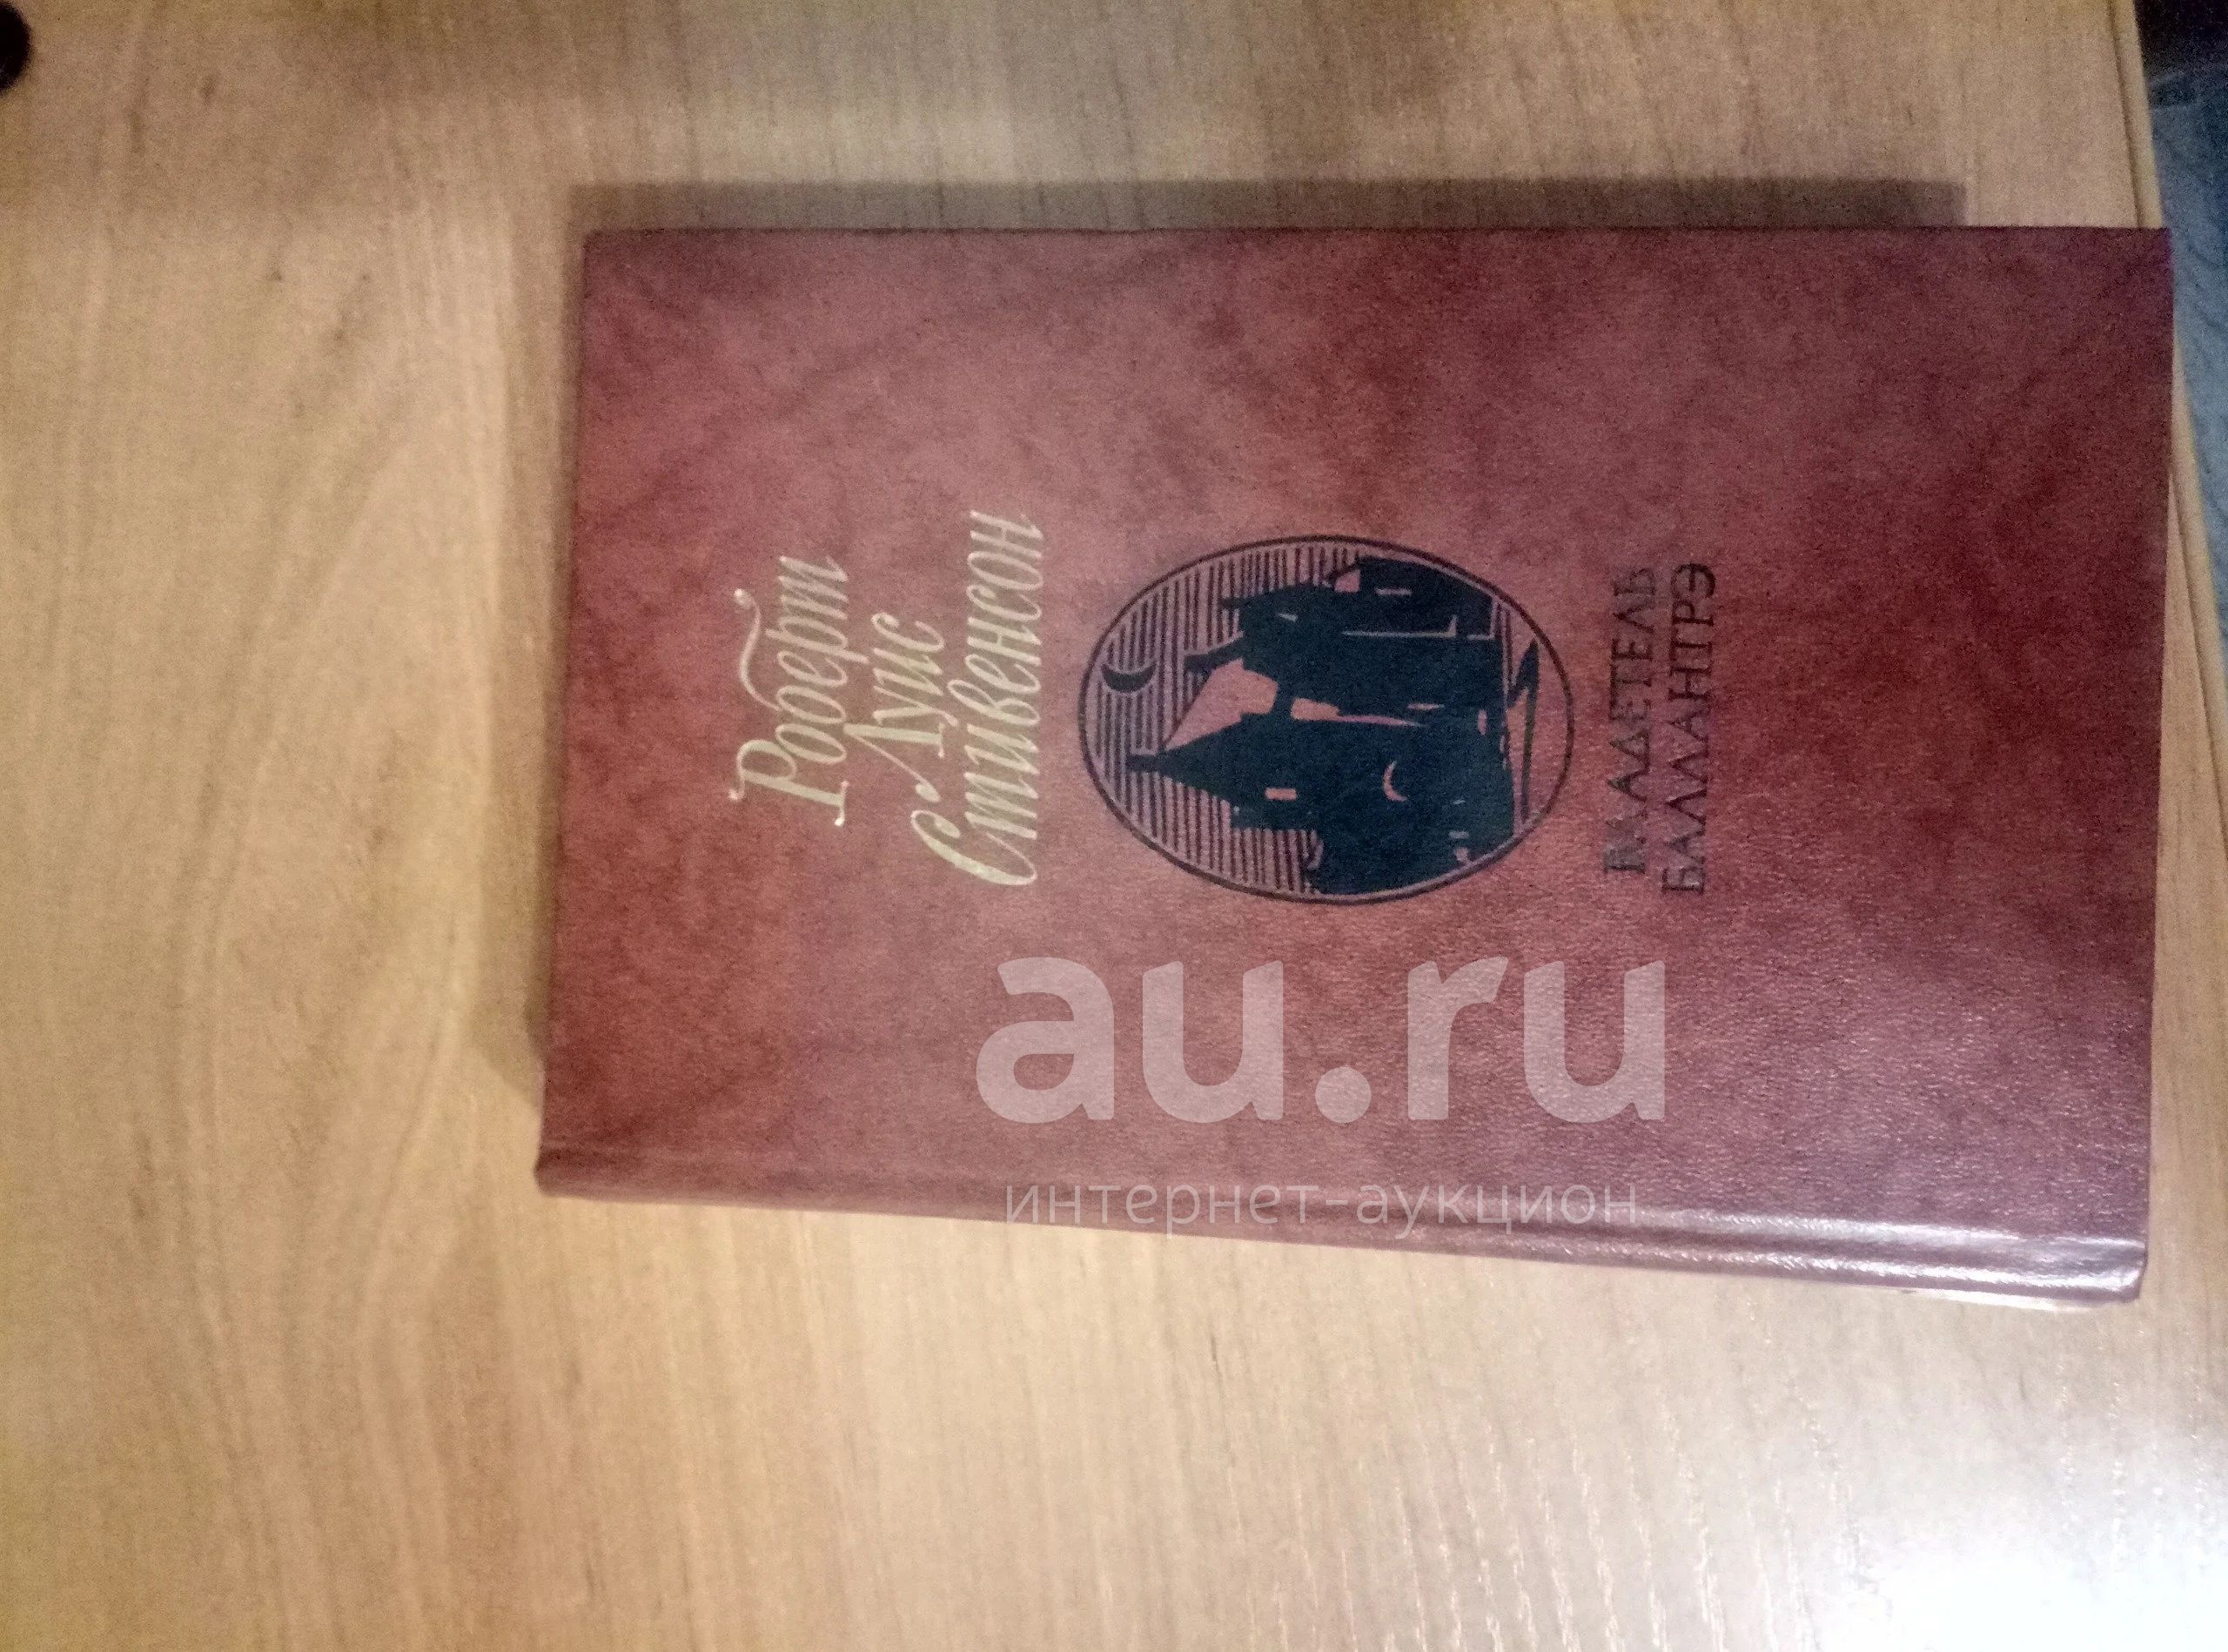 Роберт
Луис
Стивенсон
ВЛАДЕТЕЛЬ
БАЛЛАНТРЭ
au.ru
интернет-аукцион